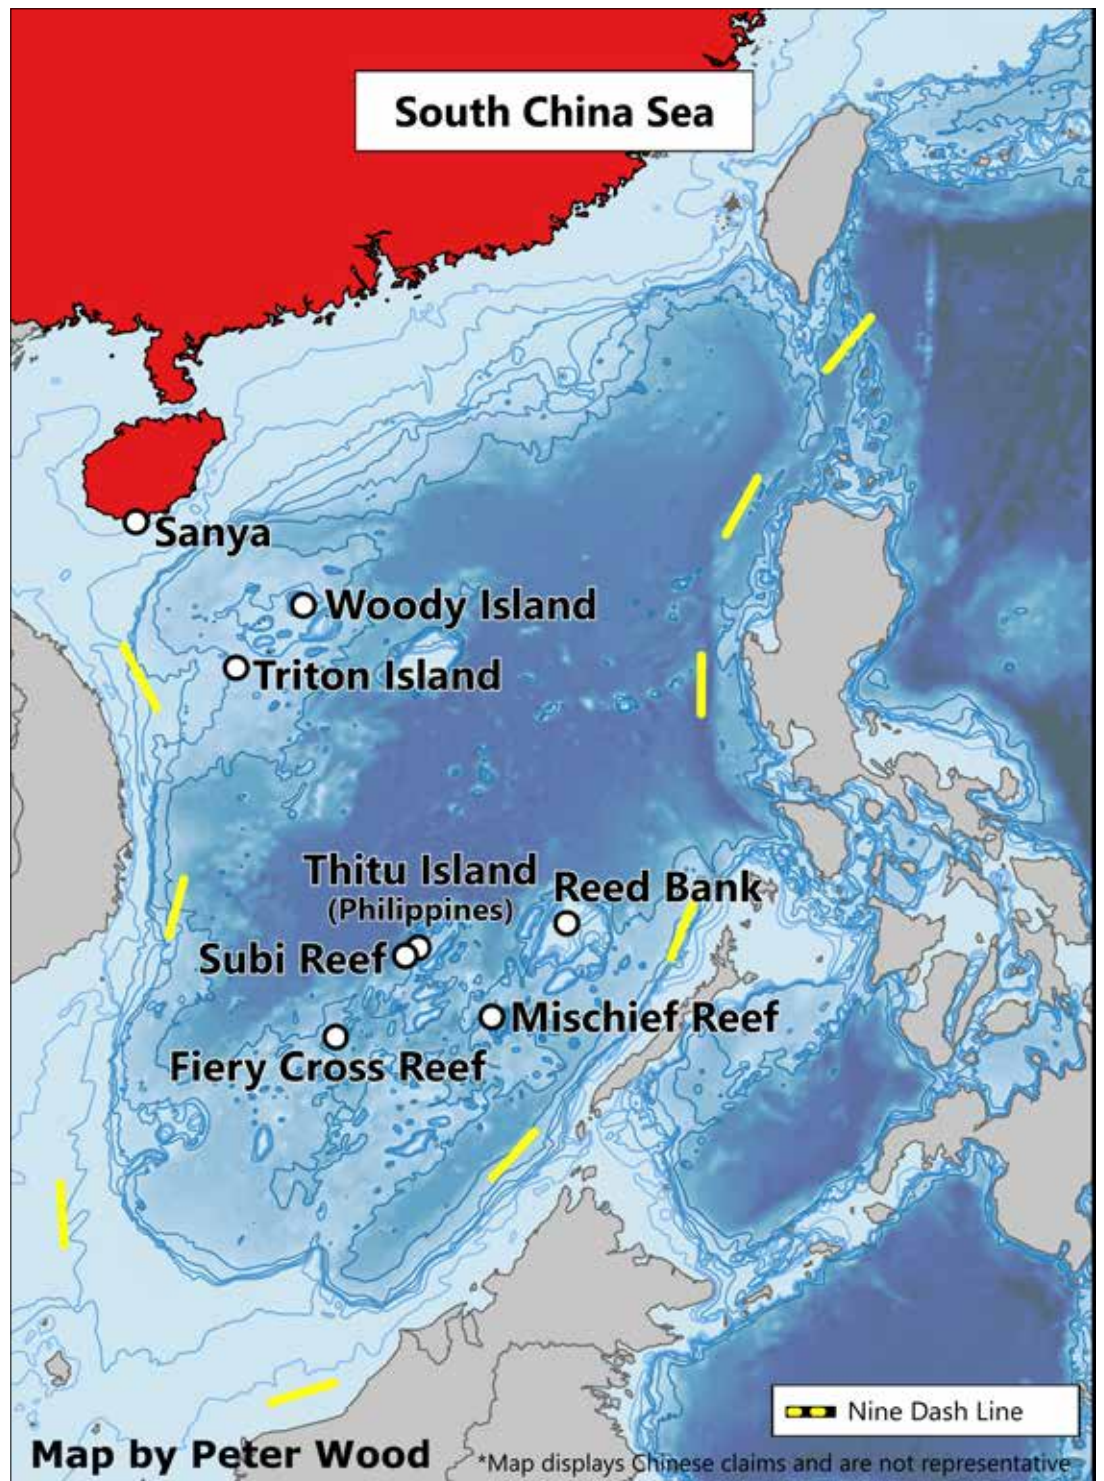 South China Sea
Sanya
Woody Island
Triton Island
Thitu Island
(Philippines)
Reed Bank
Subi Reef
Mischief Reef
Fiery Cross Reef
Nine Dash Line
Map by Peter Wood
*Map displays Chinese claims and are not representative